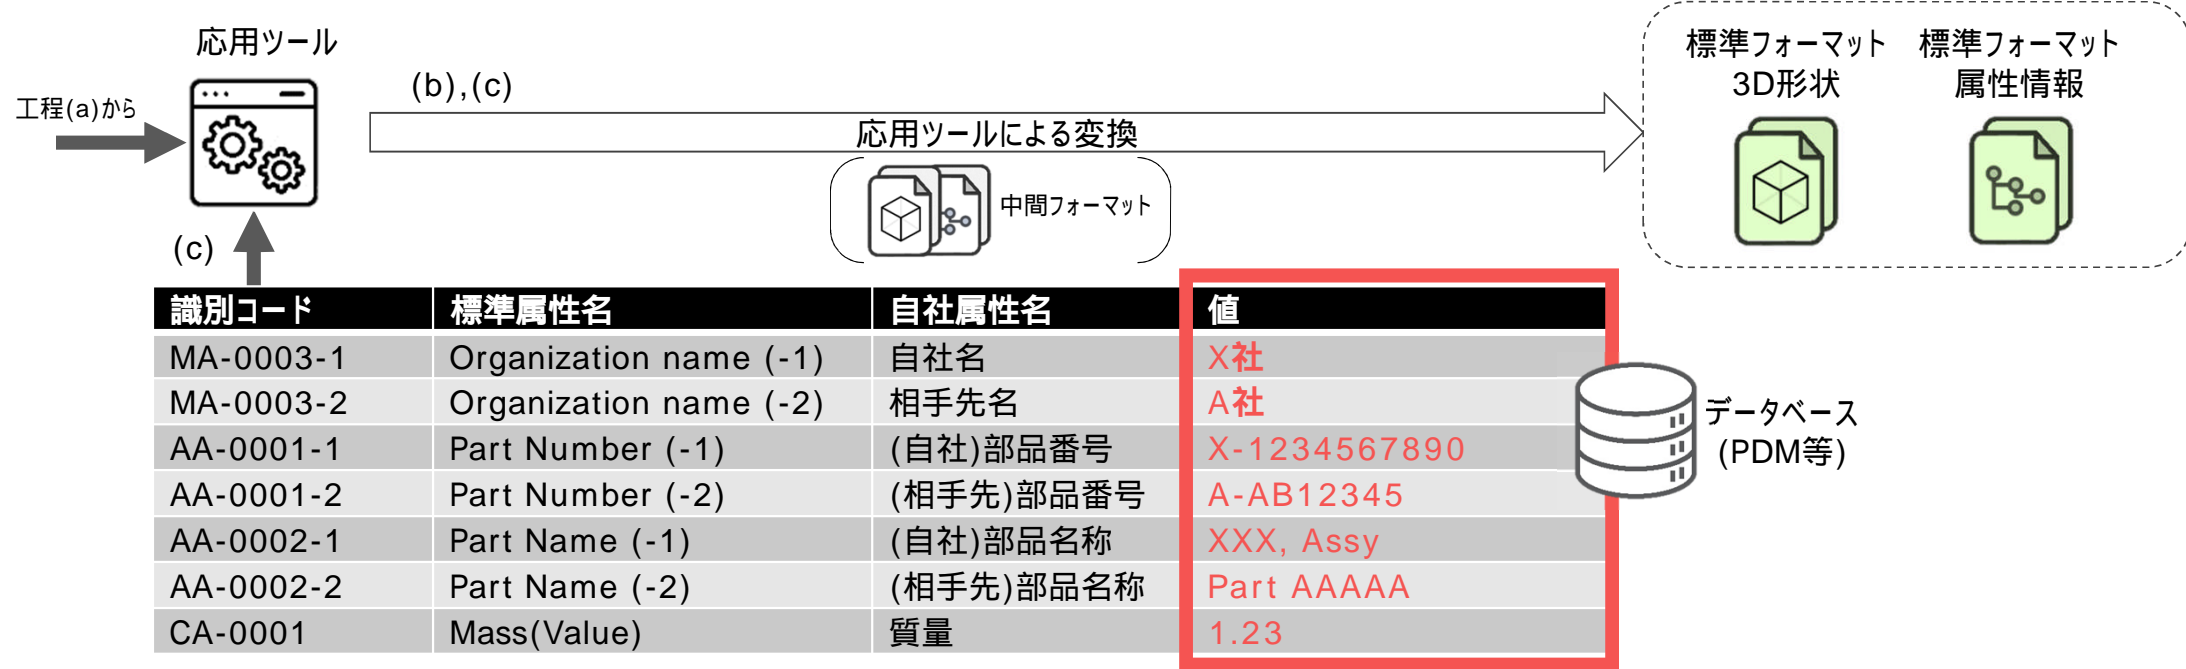 応用ツール
工程(a)から
(b),(c)
応用ツールによる変換
中間フォーマット
標準フォーマット
3D形状
標準フォーマット
属性情報
(c)
識別コード 標準属性名 自社属性名 値
MA-0003-1 Organization name (-1) 自社名 X社
MA-0003-2 Organization name (-2) 相手先名 A社
AA-0001-1 Part Number (-1) (自社)部品番号 X-1234567890
AA-0001-2 Part Number (-2) (相手先)部品番号 A-AB12345
AA-0002-1 Part Name (-1) (自社)部品名称 XXX, Assy
AA-0002-2 Part Name (-2) (相手先)部品名称 Part AAAAA
CA-0001 Mass(Value) 質量 1.23
データベース
(PDM等)